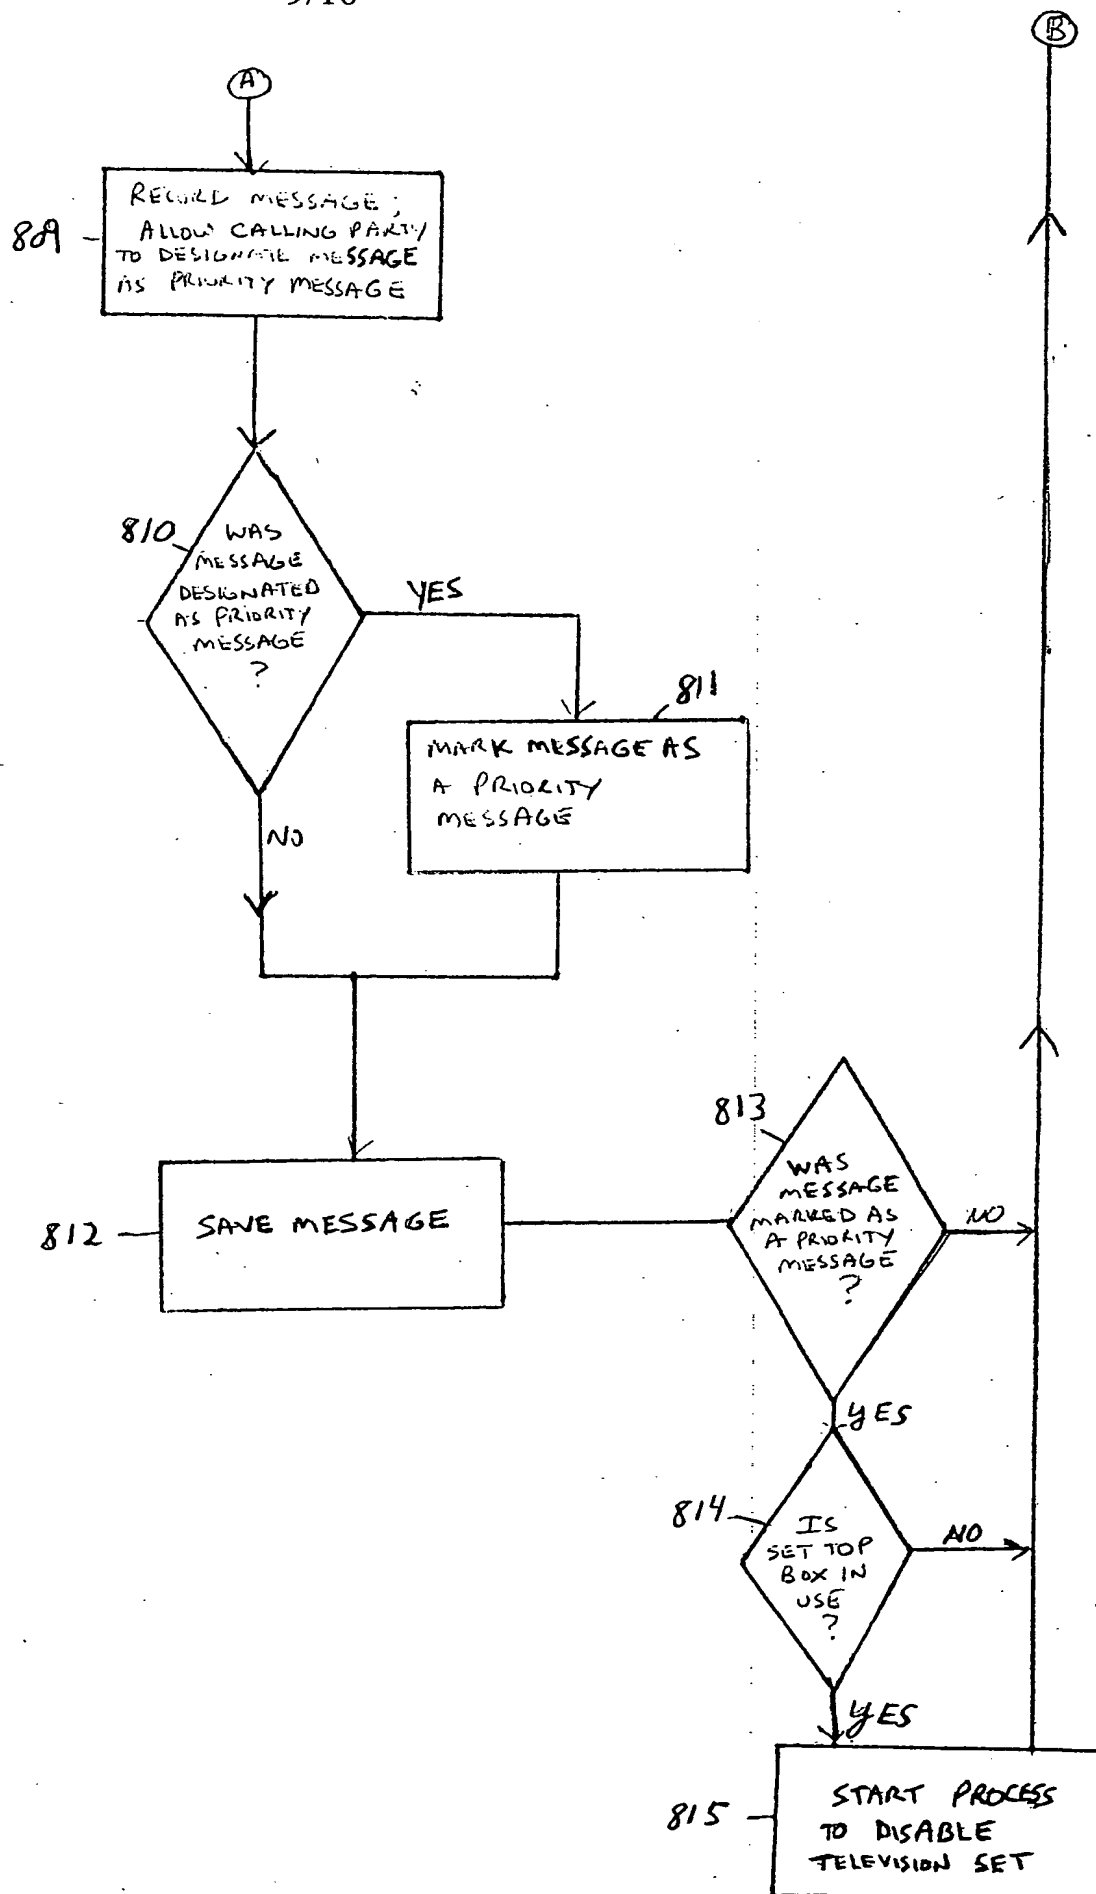 B
A
RECORD MESSAGE;
ALLOW CALLING PARTY
TO DESIGNATE MESSAGE
AS PRIORITY MESSAGE
809
810
WAS
MESSAGE
DESIGNATED
AS PRIORITY
MESSAGE
?
YES
811
MARK MESSAGE AS
A PRIORITY
MESSAGE
NO
813
WAS
MESSAGE
MARKED AS
A PRIORITY
MESSAGE
?
NO
812
SAVE MESSAGE
YES
814
IS
SET TOP
BOX IN
USE
?
NO
YES
815
START PROCESS
TO DISABLE
TELEVISION SET